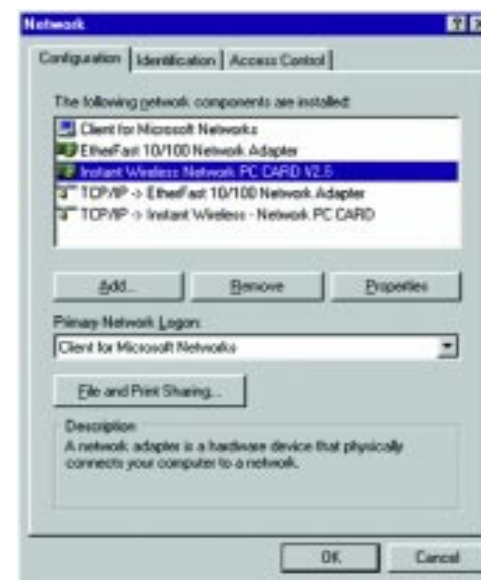 Network
Configuration Identification Access Control
The following network components are installed:
Client for Microsoft Networks
EtherFast 10/100 Network Adapter
Instant Wireless Network PC CARD V2.5
TCP/IP -> EtherFast 10/100 Network Adapter
TCP/IP -> Instant Wireless - Network PC CARD
Add... Remove Properties
Primary Network Logon:
Client for Microsoft Networks
File and Print Sharing...
Description
A network adapter is a hardware device that physically
connects your computer to a network.
OK Cancel